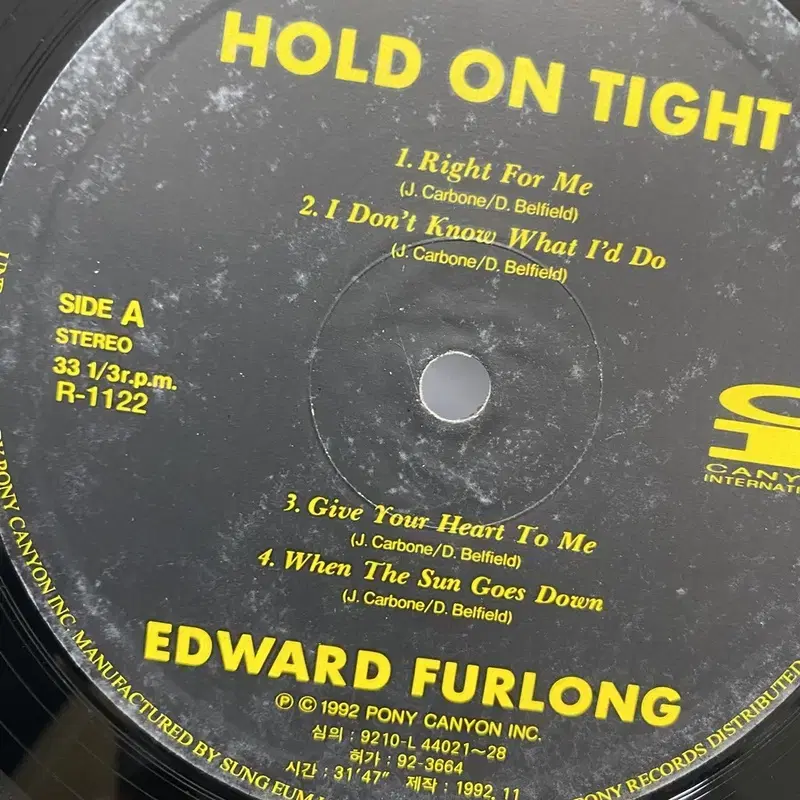 HOLD ON TIGHT
1. Right For Me
(J. Carbone/D. Belfield)
2. I Don't Know What I'd Do
(J. Carbone/D. Belfield)
SIDE A
STEREO
33 1/3r.p.m.
R-1122
INTERNATI
3. Give Your Heart To Me
(J. Carbone/D. Belfield)
4. When The Sun Goes Down
(J. Carbone/D. Belfield)
EDWARD FURLONG
Ⓟ © 1992 PONY CANYON INC.
심의 : 9210-L 44021~28
허가 : 92-3664
시간 : 31'47" 제작 : 1992. 11
PONY CANYON INC. MANUFACTURED BY SUNG EUM
PONY RECORDS DISTRIBUTED